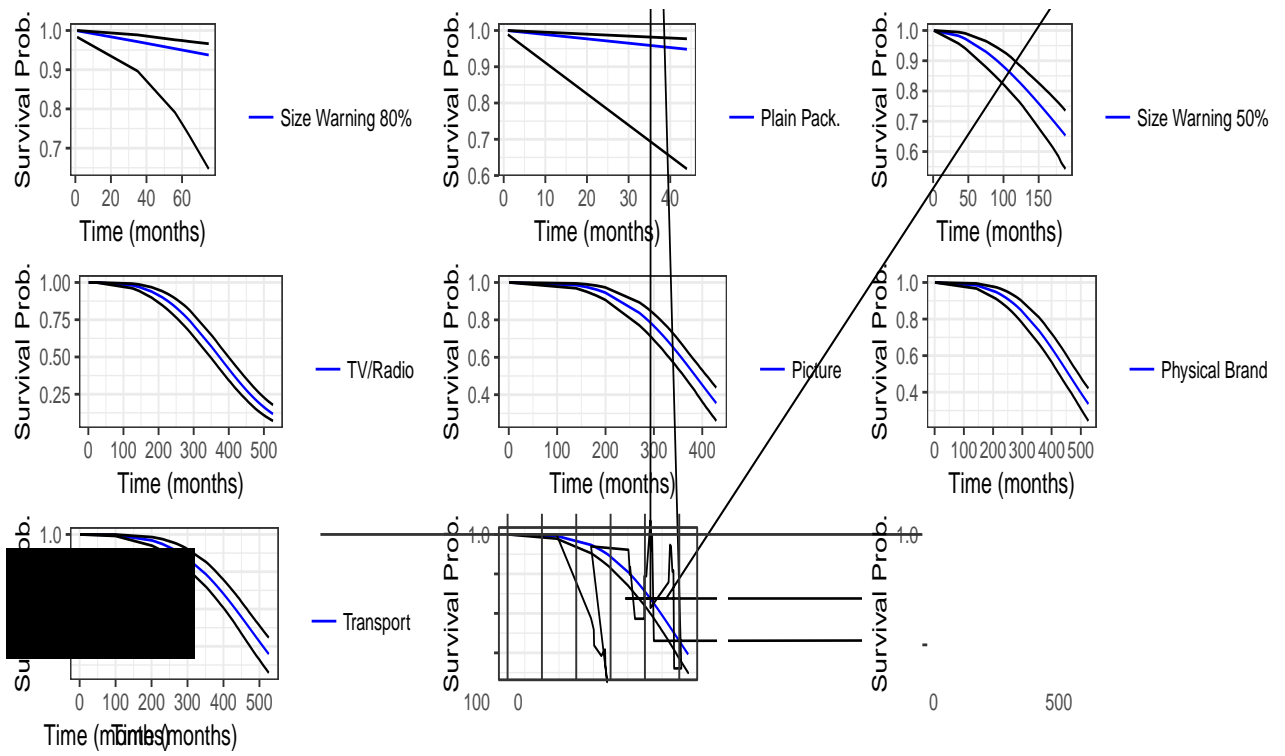 Survival Prob.
1.0
0.9
0.8
0.7
0 20 40 60
Time (months)
Size Warning 80%
Survival Prob.
1.0
0.9
0.8
0.7
0.6
0 10 20 30 40
Time (months)
Plain Pack.
Survival Prob.
1.0
0.9
0.8
0.7
0.6
0 50 100 150
Time (months)
Size Warning 50%
Survival Prob.
1.00
0.75
0.50
0.25
0 100 200 300 400 500
Time (months)
TV/Radio
Survival Prob.
1.0
0.8
0.6
0.4
0 100 200 300 400
Time (months)
Picture
Survival Prob.
1.0
0.8
0.6
0.4
0 100 200 300 400 500
Time (months)
Physical Brand
Survival Prob.
1.0
0 100 200 300 400 500
Time (months)
Time (months)
Transport
Survival Prob.
1.0
100 0
Survival Prob.
1.0
-
0 500